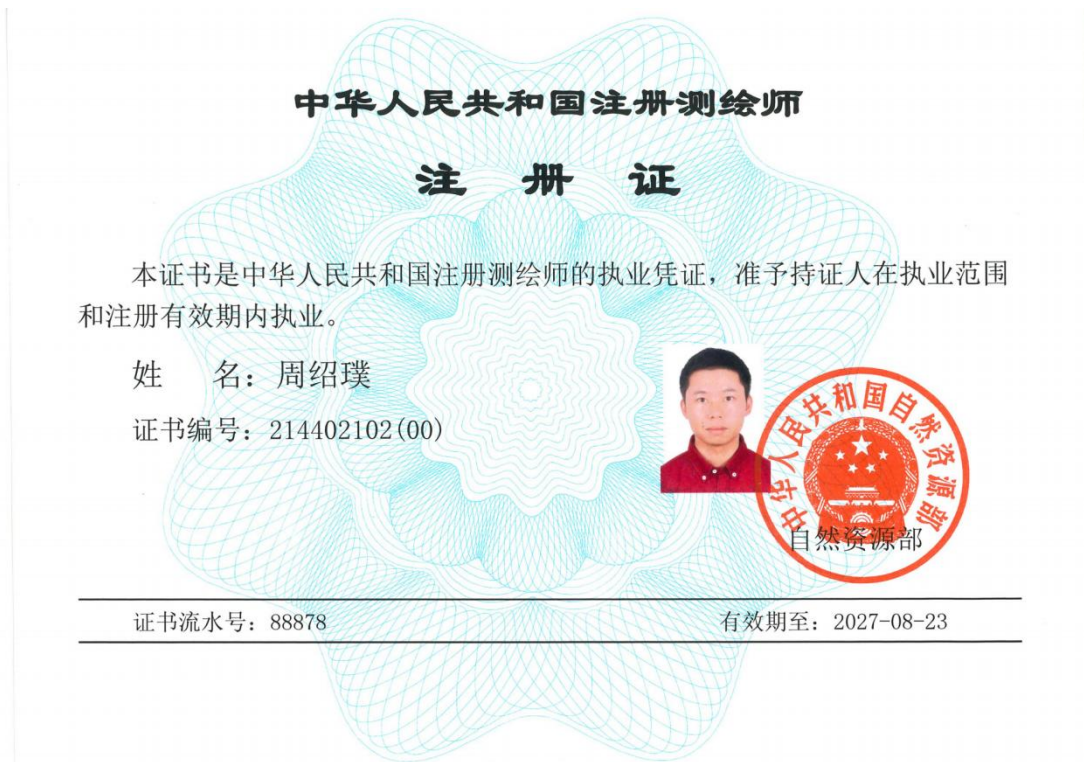 中华人民共和国注册测绘师
注 册 证
本证书是中华人民共和国注册测绘师的执业凭证，准予持证人在执业范围
和注册有效期内执业。
姓 名：周绍璞
证书编号：214402102(00)
中华人民共和国自然资源部
自然资源部
证书流水号：88878
有效期至：2027-08-23